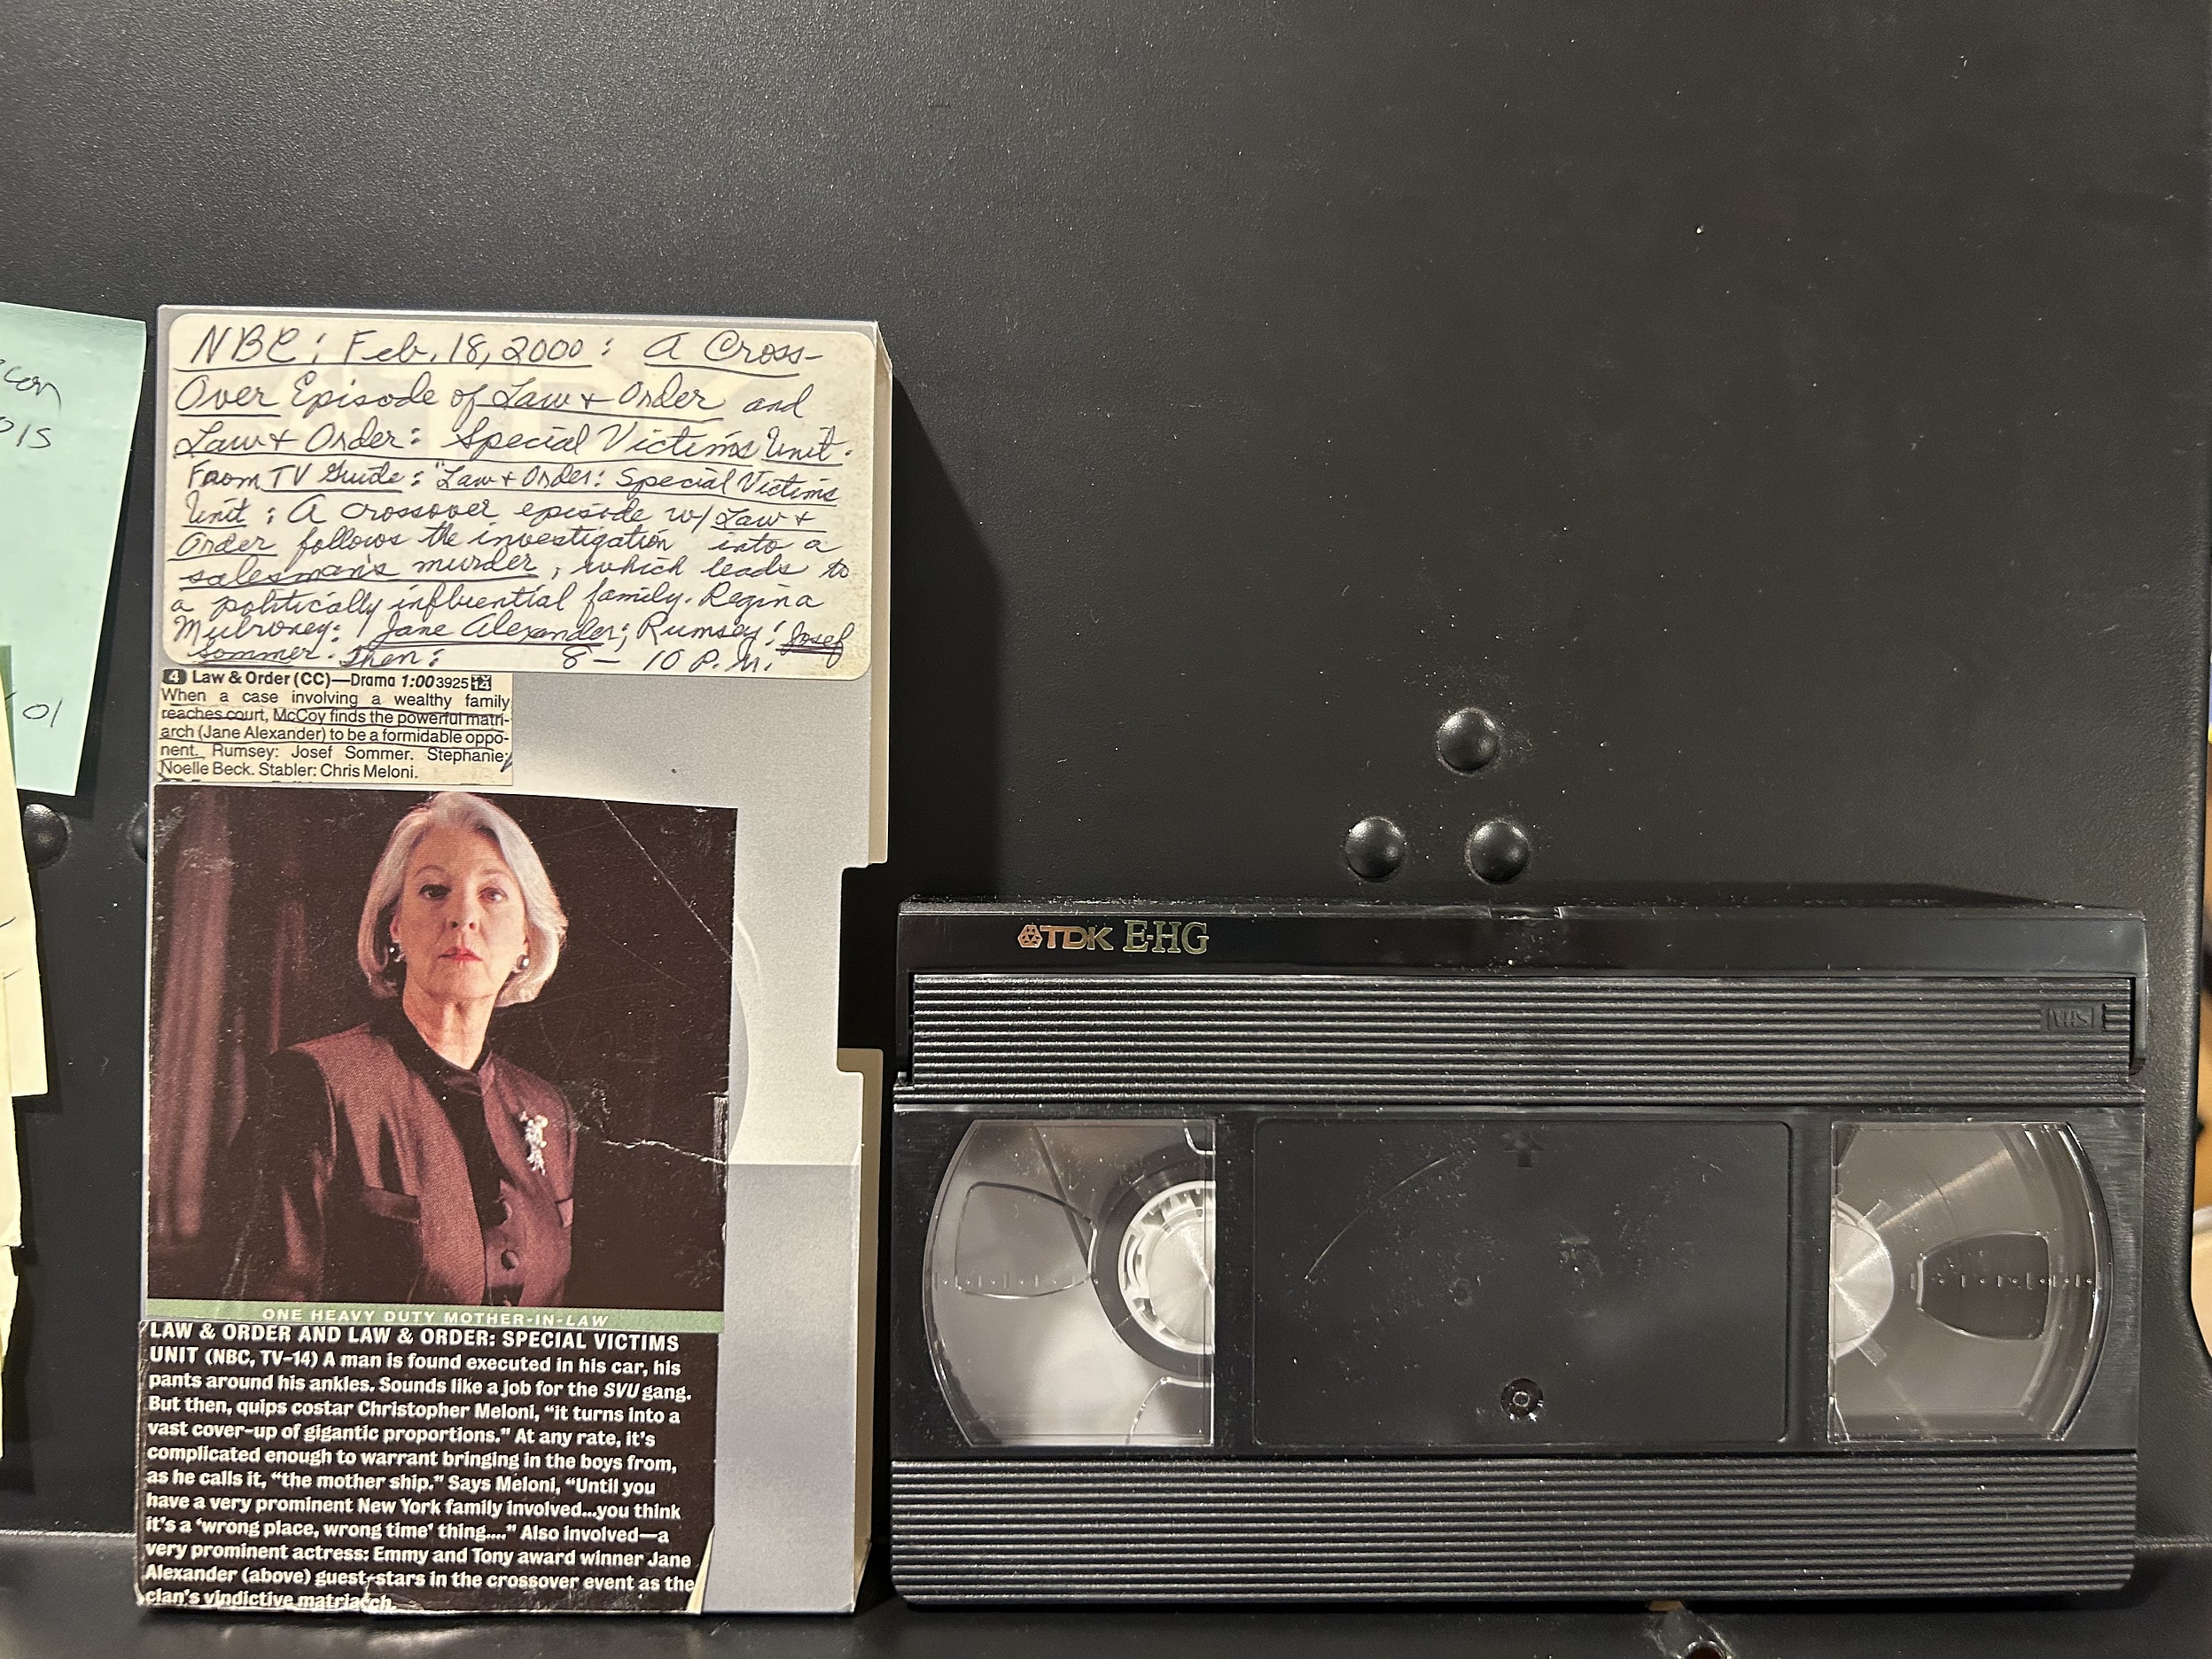 con
01
NBC: Feb. 18, 2000: A Cross-
Over Episode of Law + Order and
Law + Order: Special Victims Unit.
From TV Guide: "Law + Order: Special Victims
Unit: A crossover episode w/ Law +
Order follows the investigation into a
salesman's murder, which leads to
a politically influential family. Regina
Mulroney: Jane Alexander; Rumsey: Josef
Sommer. Then: 8 – 10 P.M.
4 Law & Order (CC)—Drama 1:00 3925 TV 14
When a case involving a wealthy family
reaches court, McCoy finds the powerful matri-
arch (Jane Alexander) to be a formidable oppo-
nent. Rumsey: Josef Sommer. Stephanie:
Noelle Beck. Stabler: Chris Meloni.
ONE HEAVY DUTY MOTHER-IN-LAW
LAW & ORDER AND LAW & ORDER: SPECIAL VICTIMS
UNIT (NBC, TV-14) A man is found executed in his car, his
pants around his ankles. Sounds like a job for the SVU gang.
But then, quips costar Christopher Meloni, “it turns into a
vast cover-up of gigantic proportions.” At any rate, it’s
complicated enough to warrant bringing in the boys from,
as he calls it, “the mother ship.” Says Meloni, “Until you
have a very prominent New York family involved...you think
it’s a ‘wrong place, wrong time’ thing....” Also involved—a
very prominent actress: Emmy and Tony award winner Jane
Alexander (above) guest-stars in the crossover event as the
clan’s vindictive matriarch.
TDK E-HG
VHS